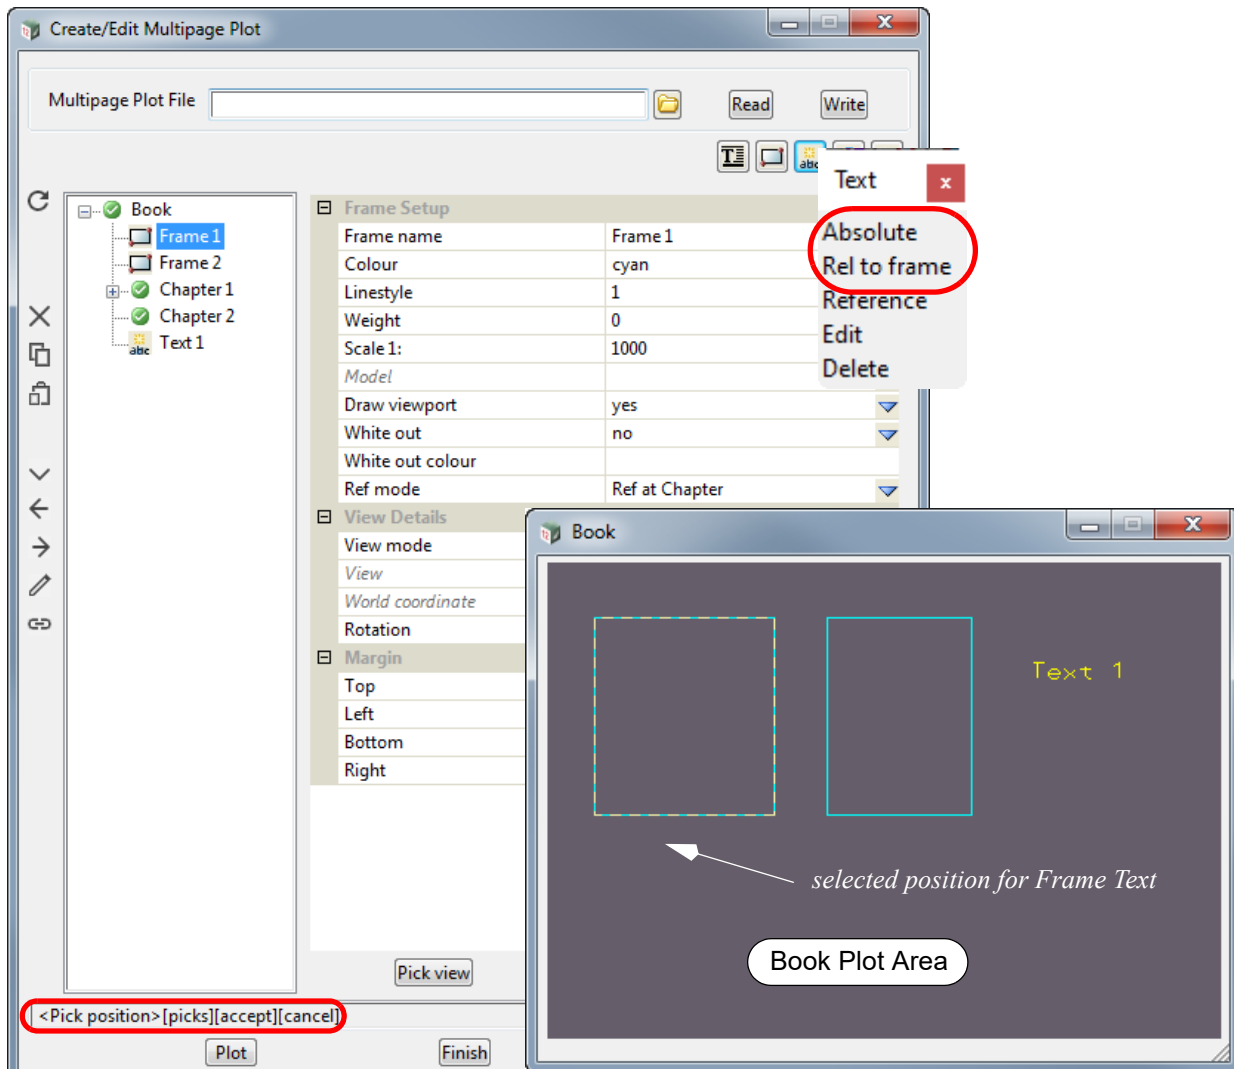 Create/Edit Multipage Plot
Multipage Plot File
Read
Write
Text
Absolute
Rel to frame
Reference
Edit
Delete
Book
Frame 1
Frame 2
Chapter 1
Chapter 2
abc Text 1
Frame Setup
Frame name Frame 1
Colour cyan
Linestyle 1
Weight 0
Scale 1: 1000
Model
Draw viewport yes
White out no
White out colour
Ref mode Ref at Chapter
View Details
View mode
View
World coordinate
Rotation
Margin
Top
Left
Bottom
Right
Pick view
<Pick position>[picks][accept][cancel]
Plot
Finish
Book
Text 1
selected position for Frame Text
Book Plot Area